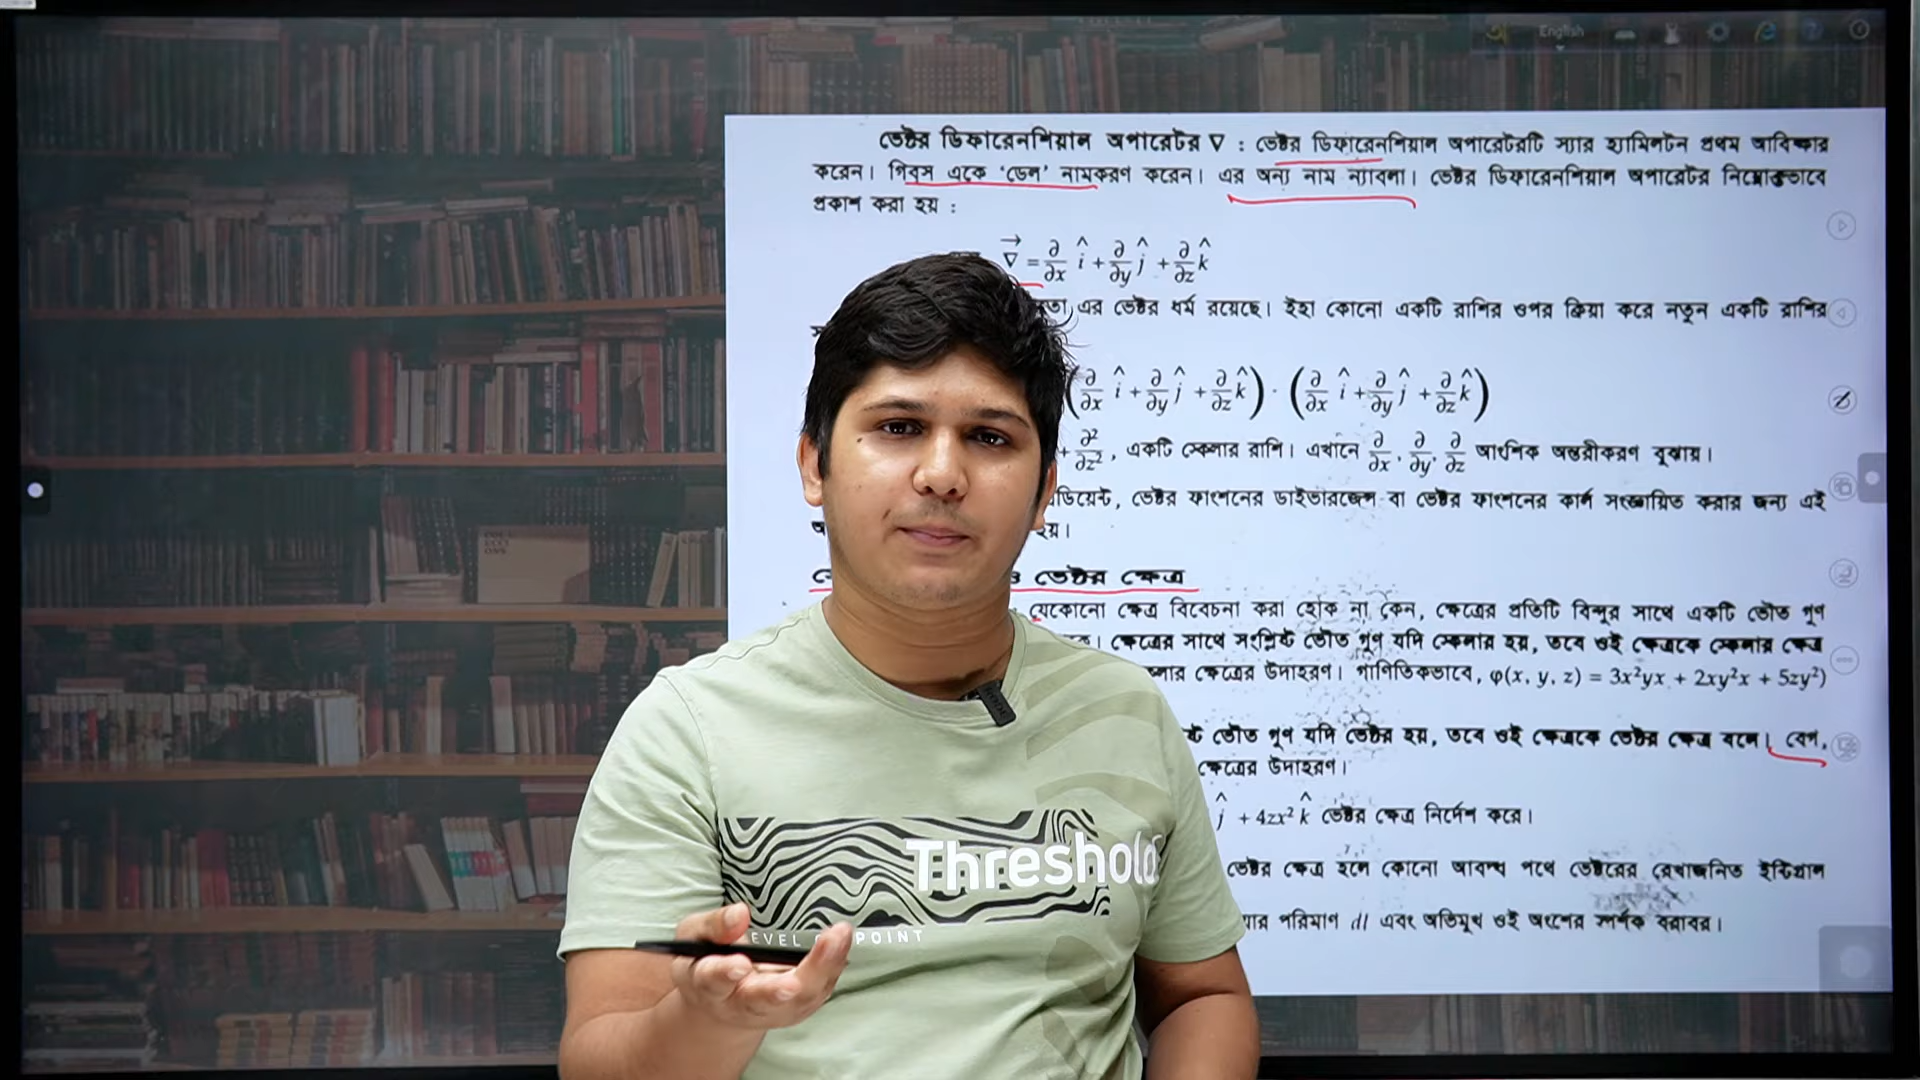 English
ভেক্টর ডিফারেনশিয়াল অপারেটর ∇ : ভেক্টর ডিফারেনশিয়াল অপারেটরটি স্যার হ্যামিলটন প্রথম আবিষ্কার
করেন। গিবস একে ‘ডেল’ নামকরণ করেন। এর অন্য নাম ন্যাবলা। ভেক্টর ডিফারেনশিয়াল অপারেটর নিম্নোক্তভাবে
প্রকাশ করা হয় :
∇⃗ = ∂/∂x î + ∂/∂y ĵ + ∂/∂z k̂
এর ভেক্টর ধর্ম রয়েছে। ইহা কোনো একটি রাশির ওপর ক্রিয়া করে নতুন একটি রাশির
(∂/∂x î + ∂/∂y ĵ + ∂/∂z k̂) · (∂/∂x î + ∂/∂y ĵ + ∂/∂z k̂)
+ ∂²/∂z² , একটি স্কেলার রাশি। এখানে ∂/∂x , ∂/∂y , ∂/∂z আংশিক অন্তরীকরণ বুঝায়।
ডিয়েন্ট, ভেক্টর ফাংশনের ডাইভারজেন্স বা ভেক্টর ফাংশনের কার্ল সংজ্ঞায়িত করার জন্য এই
হয়।
ও ভেক্টর ক্ষেত্র
যেকোনো ক্ষেত্র বিবেচনা করা হোক না কেন, ক্ষেত্রের প্রতিটি বিন্দুর সাথে একটি ভৌত গুণ
ক্ষেত্রের সাথে সংশ্লিষ্ট ভৌত গুণ যদি স্কেলার হয়, তবে ওই ক্ষেত্রকে স্কেলার ক্ষেত্র
লার ক্ষেত্রের উদাহরণ। গাণিতিকভাবে, φ(x, y, z) = 3x²yx + 2xy²x + 5zy²)
ষ্ট ভৌত গুণ যদি ভেক্টর হয়, তবে ওই ক্ষেত্রকে ভেক্টর ক্ষেত্র বলে। বেগ,
ক্ষেত্রের উদাহরণ।
ĵ + 4zx² k̂ ভেক্টর ক্ষেত্র নির্দেশ করে।
ভেক্টর ক্ষেত্র হলে কোনো আবদ্ধ পথে ভেক্টরের রেখাজনিত ইন্টিগ্রাল
যার পরিমাণ dl এবং অভিমুখ ওই অংশের স্পর্শক বরাবর।
Threshold
EVEL POINT